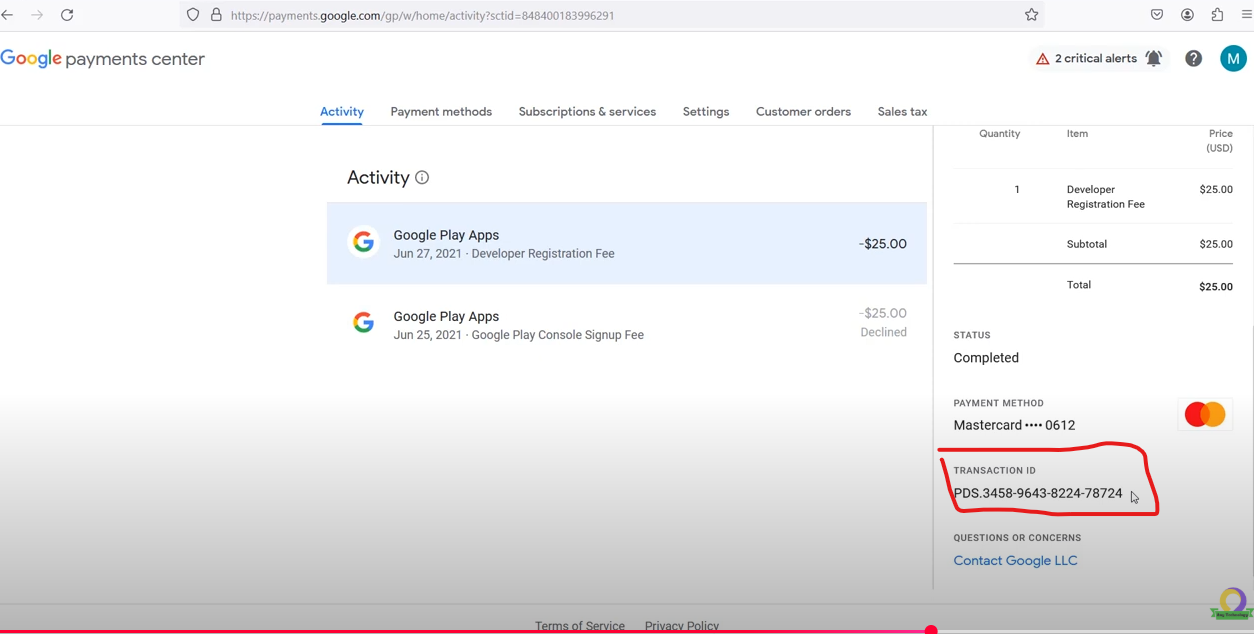 https://payments.google.com/gp/w/home/activity?sctid=848400183996291
Google payments center
2 critical alerts
M
Activity
Payment methods
Subscriptions & services
Settings
Customer orders
Sales tax
Activity
Google Play Apps
Jun 27, 2021 · Developer Registration Fee
-$25.00
Google Play Apps
Jun 25, 2021 · Google Play Console Signup Fee
-$25.00
Declined
Quantity
Item
Price
(USD)
1
Developer
Registration Fee
$25.00
Subtotal
$25.00
Total
$25.00
STATUS
Completed
PAYMENT METHOD
Mastercard •••• 0612
TRANSACTION ID
PDS.3458-9643-8224-78724
QUESTIONS OR CONCERNS
Contact Google LLC
Terms of Service
Privacy Policy